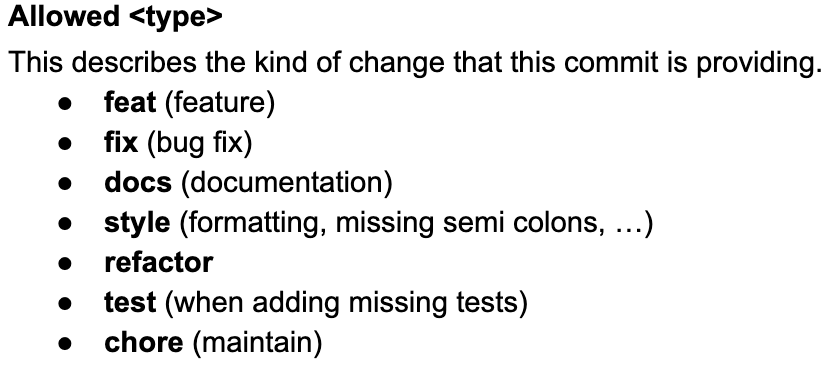 Allowed <type>
This describes the kind of change that this commit is providing.
● feat (feature)
● fix (bug fix)
● docs (documentation)
● style (formatting, missing semi colons, …)
● refactor
● test (when adding missing tests)
● chore (maintain)